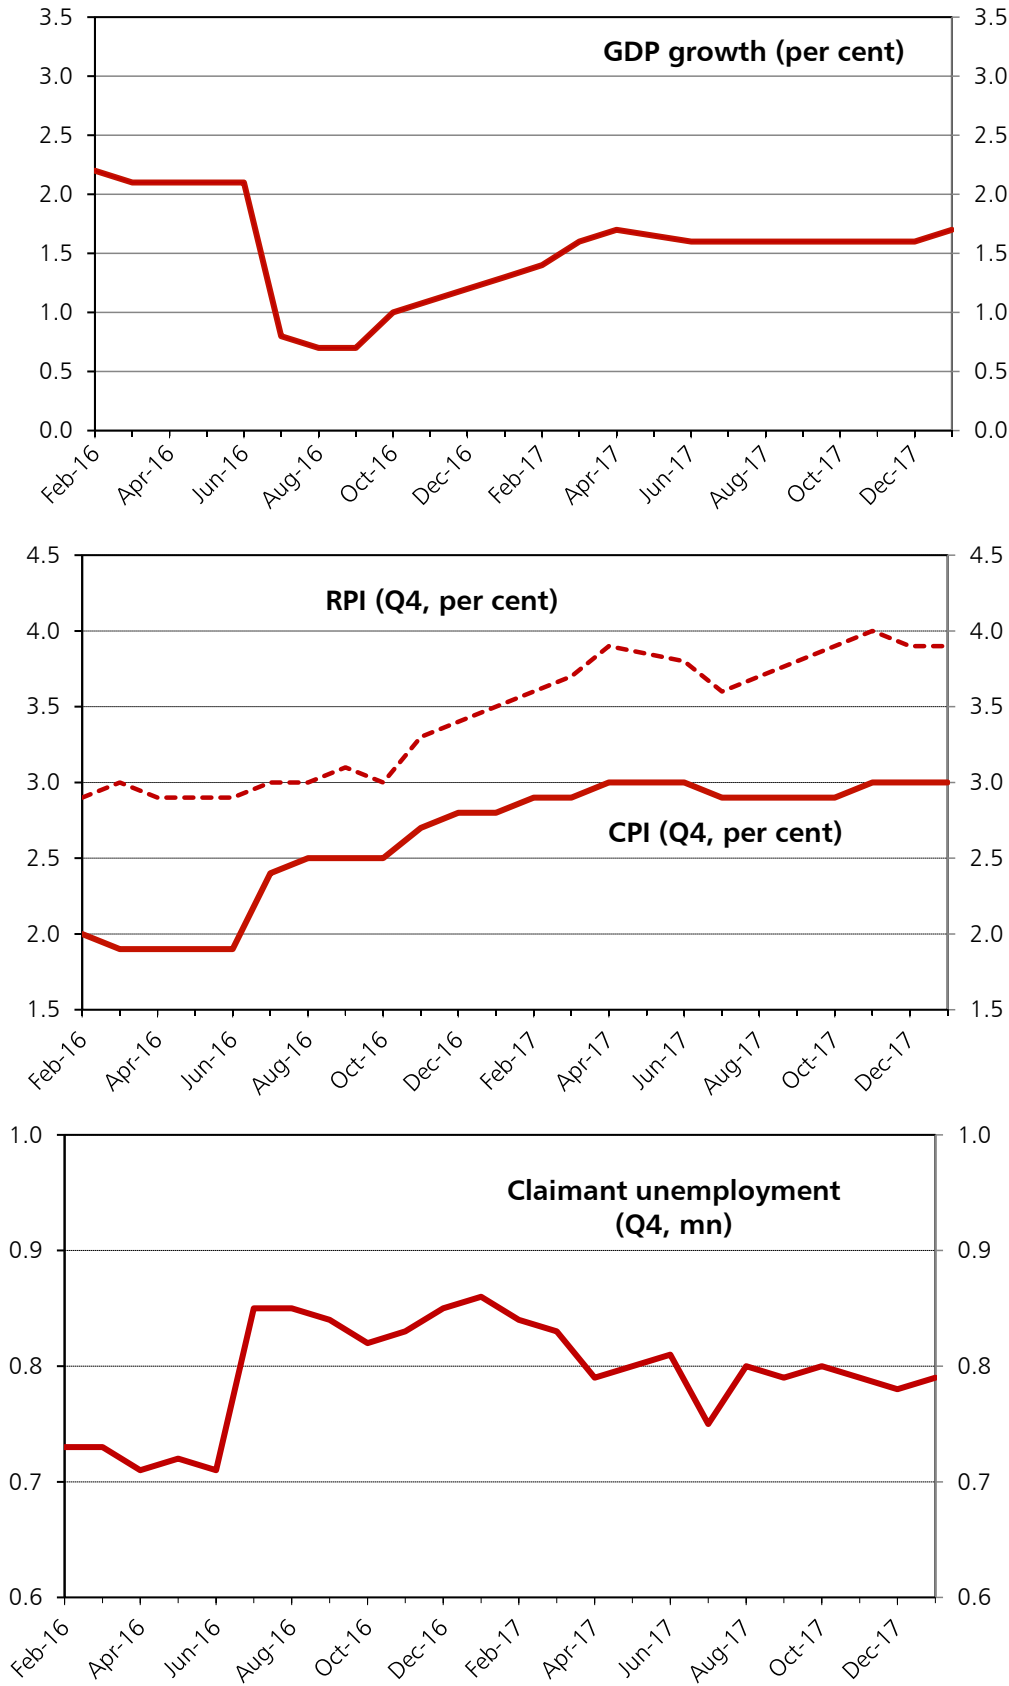 3.5 3.5
GDP growth (per cent)
3.0 3.0
2.5 2.5
2.0 2.0
1.5 1.5
1.0 1.0
0.5 0.5
0.0 0.0
Feb-16 Apr-16 Jun-16 Aug-16 Oct-16 Dec-16 Feb-17 Apr-17 Jun-17 Aug-17 Oct-17 Dec-17
4.5 4.5
RPI (Q4, per cent)
4.0 4.0
3.5 3.5
3.0 3.0
CPI (Q4, per cent)
2.5 2.5
2.0 2.0
1.5 1.5
Feb-16 Apr-16 Jun-16 Aug-16 Oct-16 Dec-16 Feb-17 Apr-17 Jun-17 Aug-17 Oct-17 Dec-17
1.0 1.0
Claimant unemployment
(Q4, mn)
0.9 0.9
0.8 0.8
0.7 0.7
0.6 0.6
Feb-16 Apr-16 Jun-16 Aug-16 Oct-16 Dec-16 Feb-17 Apr-17 Jun-17 Aug-17 Oct-17 Dec-17